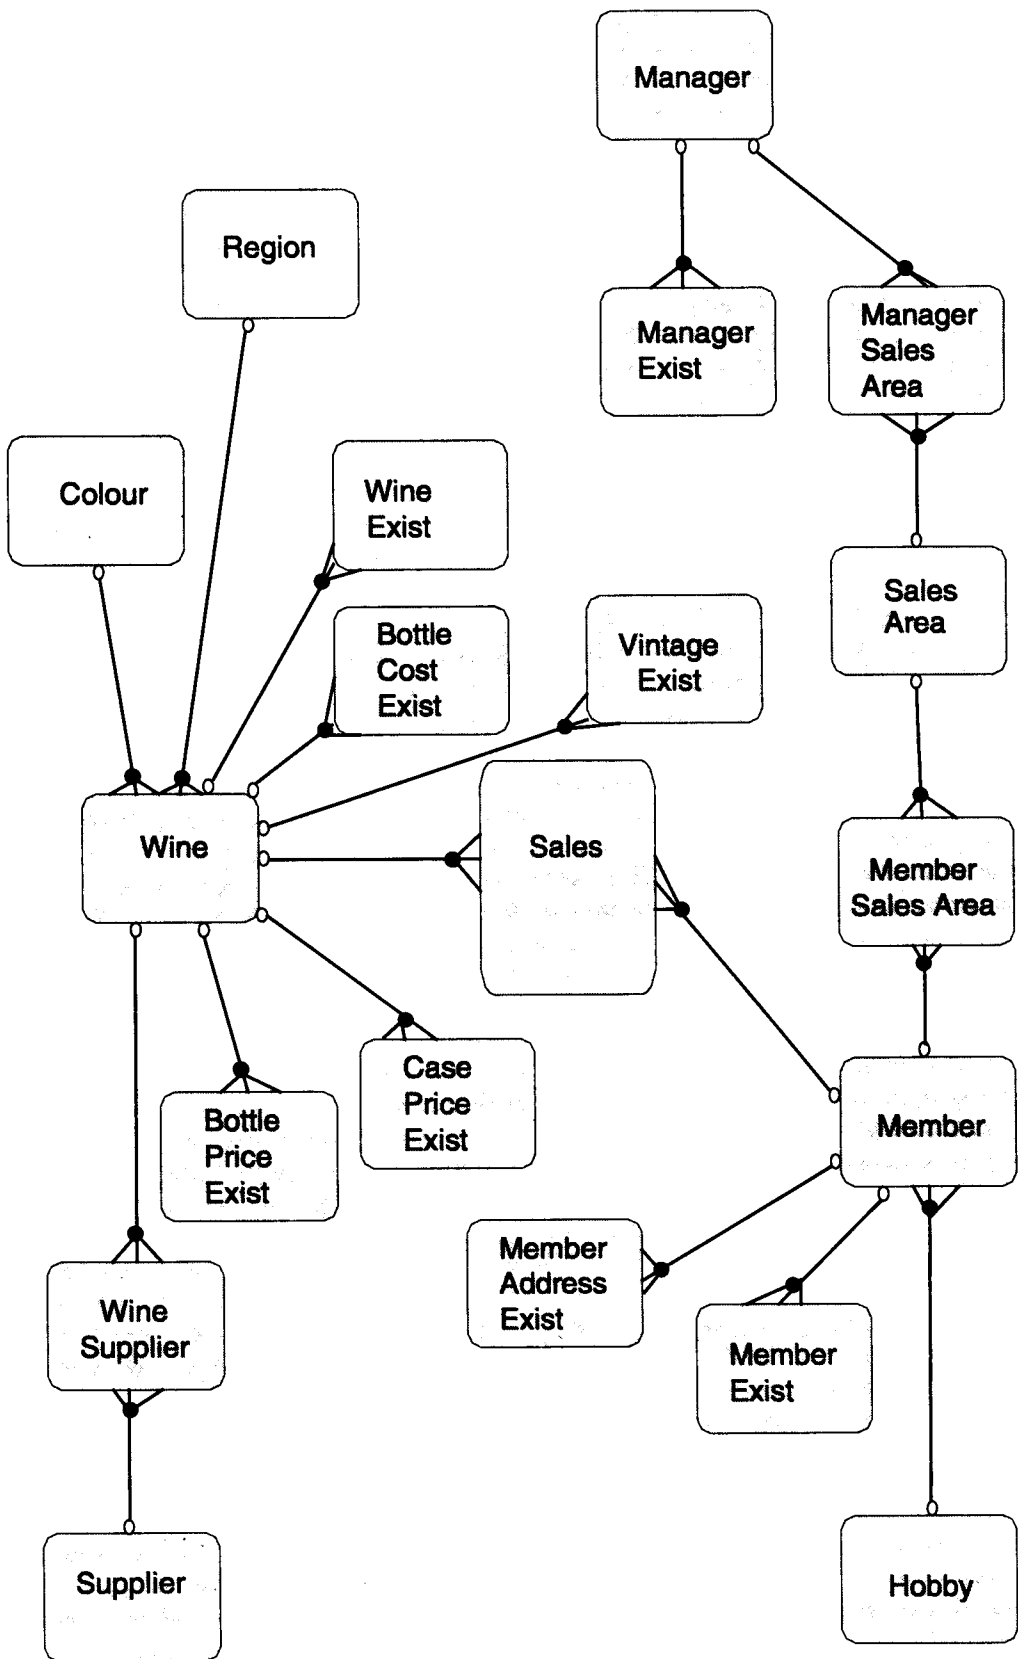 Manager
Region
Manager
Exist
Manager
Sales
Area
Colour
Wine
Exist
Bottle
Cost
Exist
Vintage
Exist
Sales
Area
Wine
Sales
Member
Sales Area
Case
Price
Exist
Bottle
Price
Exist
Member
Member
Address
Exist
Wine
Supplier
Member
Exist
Supplier
Hobby